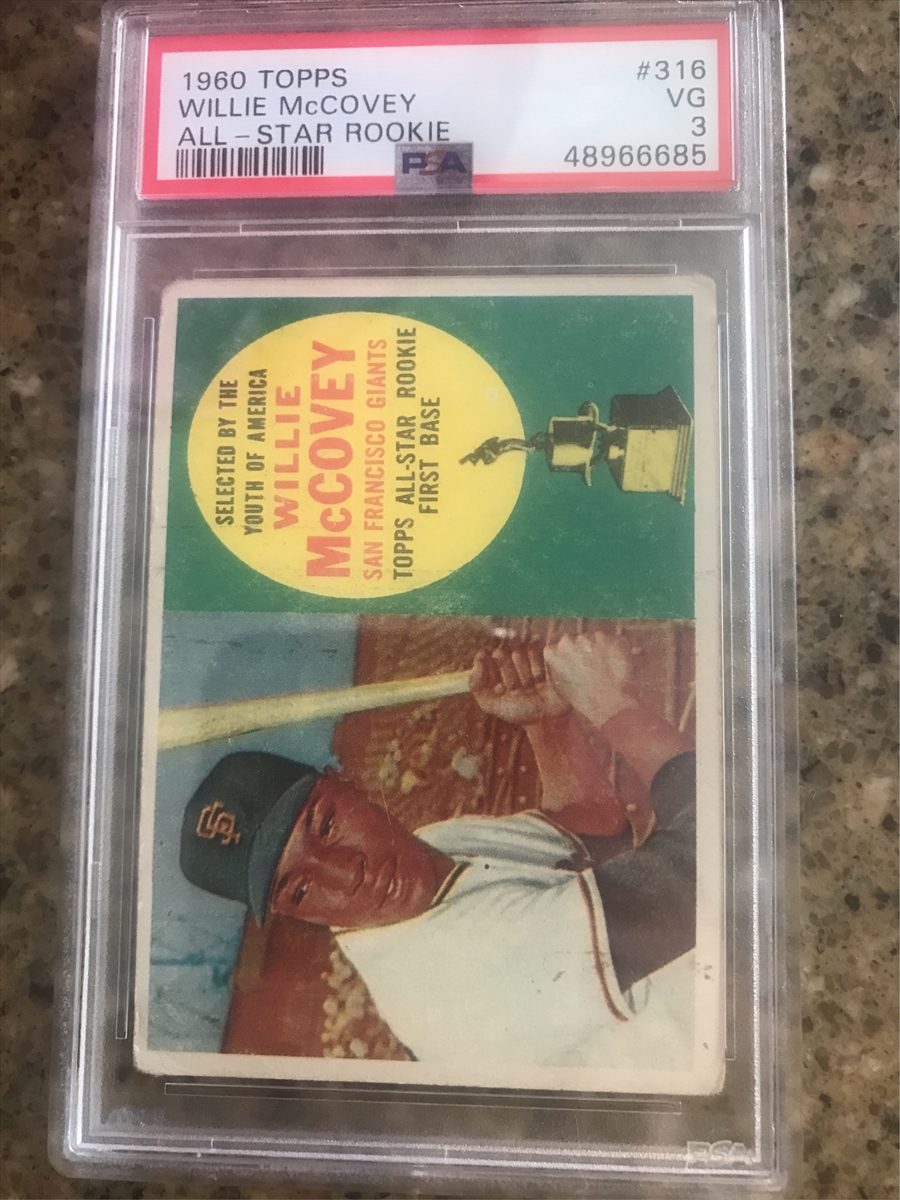 1960 TOPPS #316
WILLIE McCOVEY VG
ALL-STAR ROOKIE 3
PSA 48966685
SELECTED BY THE
YOUTH OF AMERICA
WILLIE
McCOVEY
SAN FRANCISCO GIANTS
TOPPS ALL-STAR ROOKIE
FIRST BASE
SF
PSA